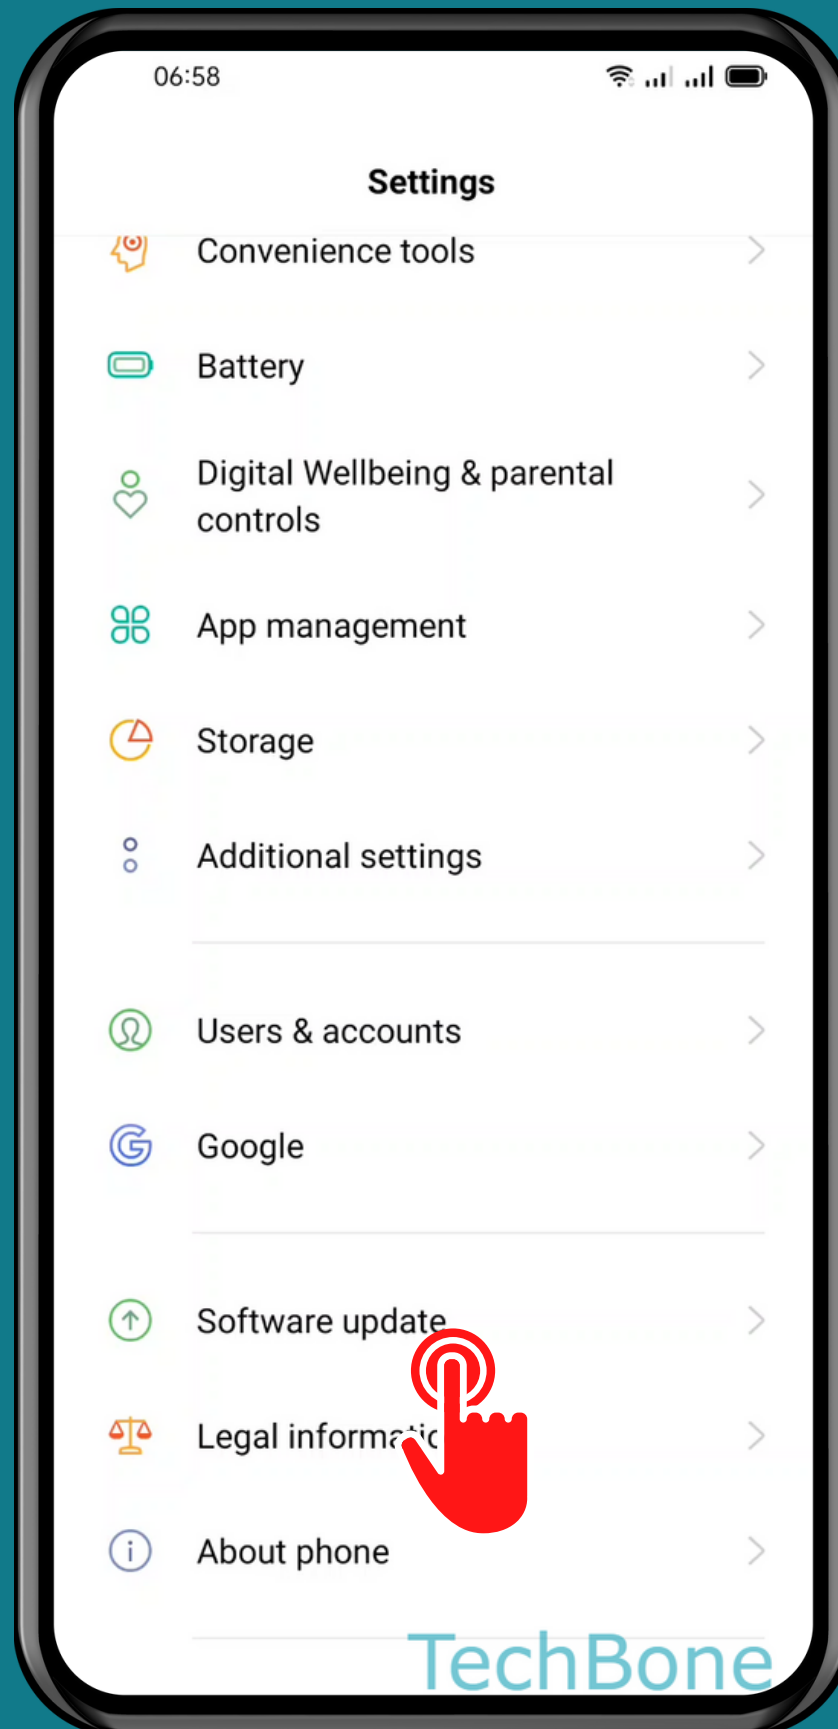 06:58
Settings
Convenience tools
Battery
Digital Wellbeing & parental
controls
App management
Storage
Additional settings
Users & accounts
Google
Software update
Legal
About phone
TechBone